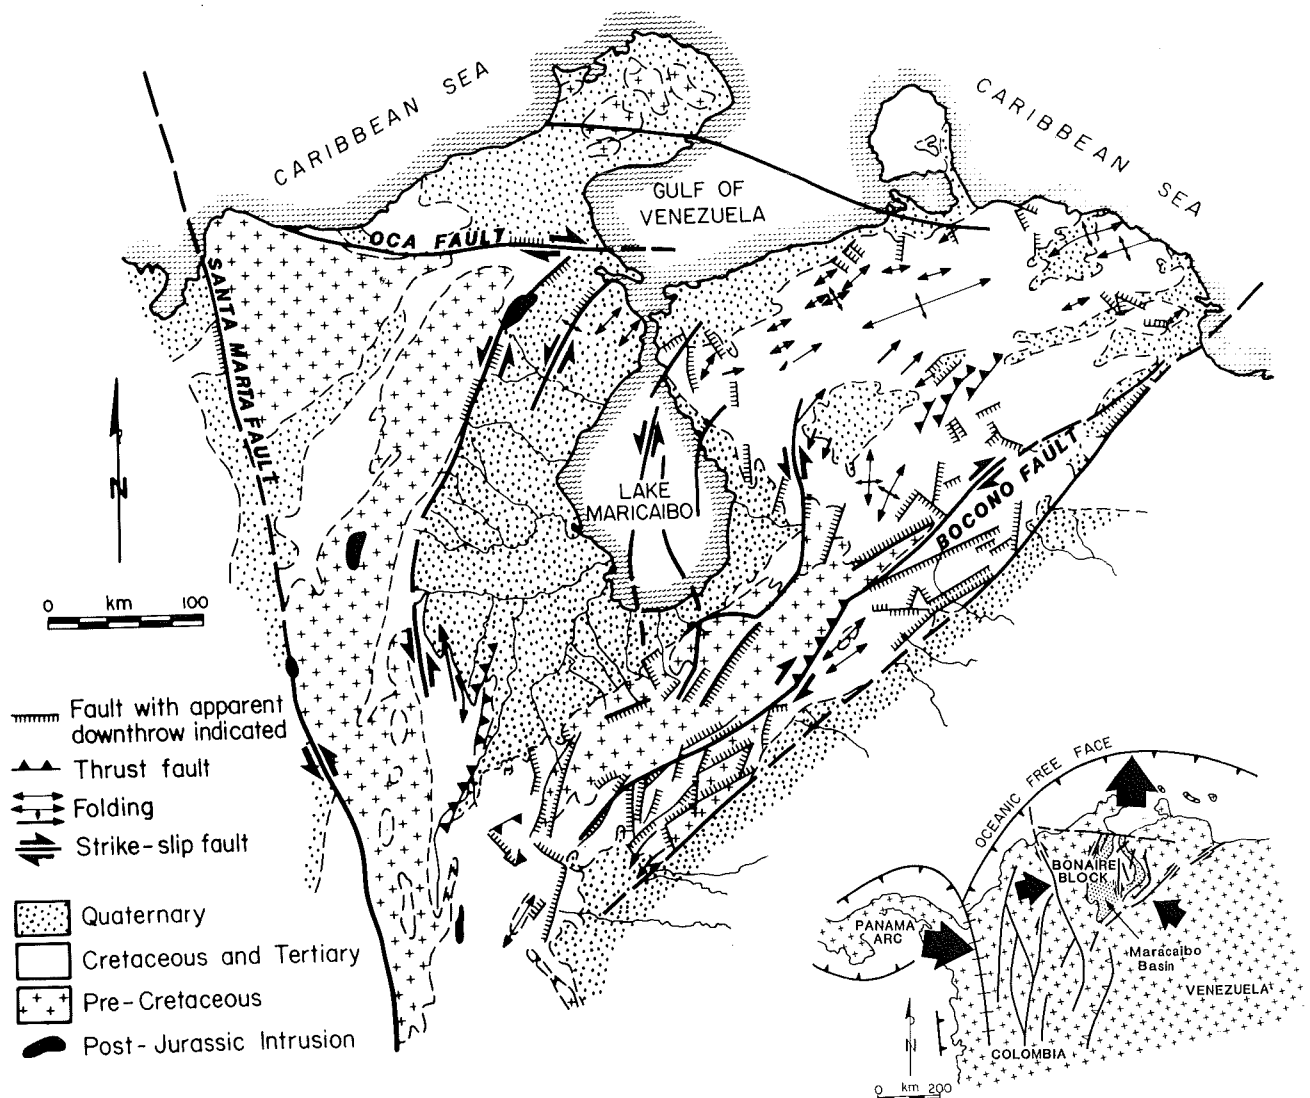 CARIBBEAN SEA
CARIBBEAN SEA
GULF OF
VENEZUELA
OCA FAULT
SANTA MARTA FAULT
N
LAKE
MARICAIBO
BOCONO FAULT
0 km 100
Fault with apparent
downthrow indicated
Thrust fault
Folding
Strike-slip fault
Quaternary
Cretaceous and Tertiary
Pre-Cretaceous
Post-Jurassic Intrusion
OCEANIC FREE FACE
BONAIRE
BLOCK
PANAMA
ARC
Maracaibo
Basin
VENEZUELA
N
COLOMBIA
0 km 200